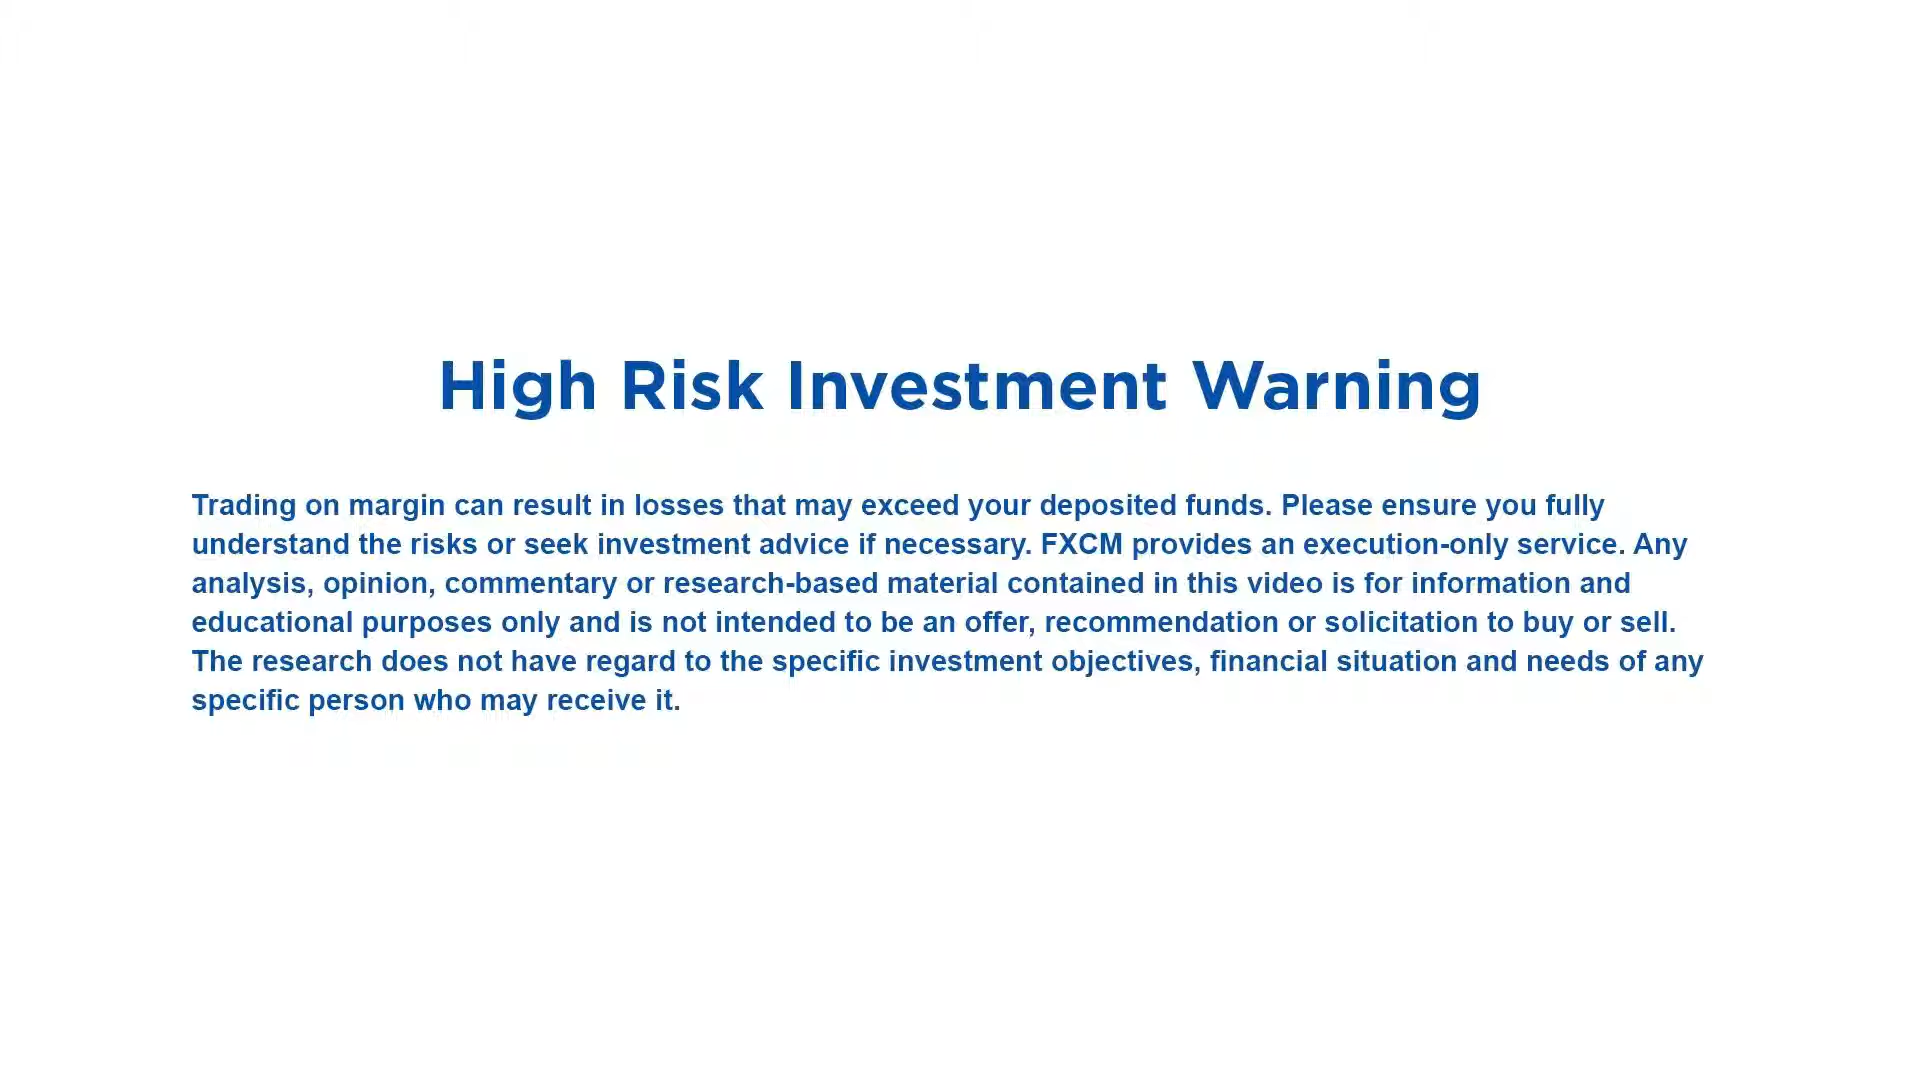 High Risk Investment Warning
Trading on margin can result in losses that may exceed your deposited funds. Please ensure you fully
understand the risks or seek investment advice if necessary. FXCM provides an execution-only service. Any
analysis, opinion, commentary or research-based material contained in this video is for information and
educational purposes only and is not intended to be an offer, recommendation or solicitation to buy or sell.
The research does not have regard to the specific investment objectives, financial situation and needs of any
specific person who may receive it.